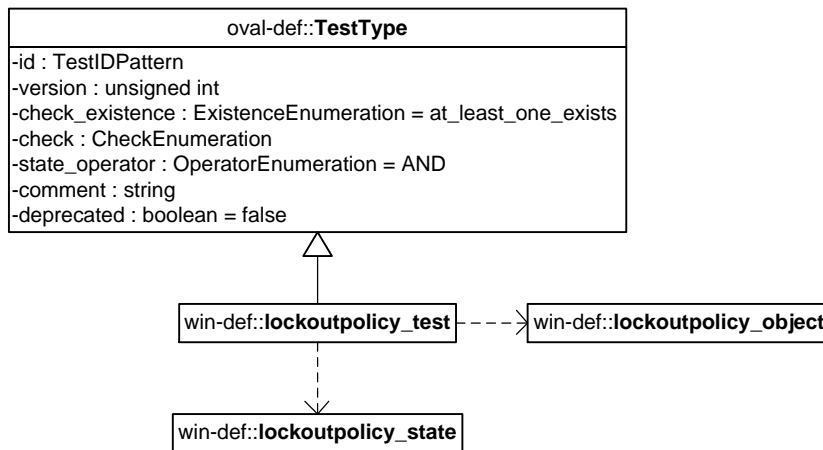 oval-def::TestType
-id : TestIDPattern
-version : unsigned int
-check_existence : ExistenceEnumeration = at_least_one_exists
-check : CheckEnumeration
-state_operator : OperatorEnumeration = AND
-comment : string
-deprecated : boolean = false
win-def::lockoutpolicy_test
win-def::lockoutpolicy_object
win-def::lockoutpolicy_state